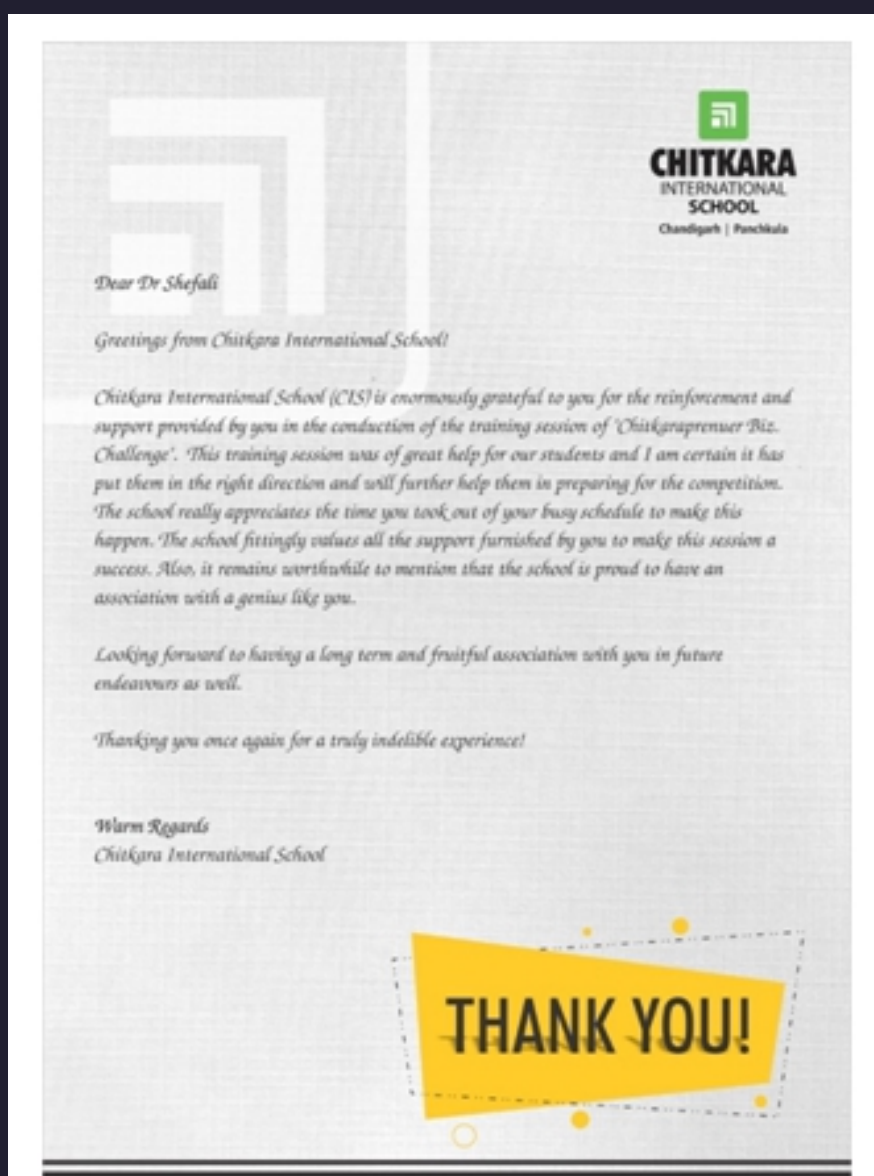 CHITKARA
INTERNATIONAL
SCHOOL
Chandigarh | Panchkula
Dear Dr Shefali
Greetings from Chitkara International School!
Chitkara International School (CIS) is enormously grateful to you for the reinforcement and
support provided by you in the conduction of the training session of 'Chitkaraprenuer Biz.
Challenge'. This training session was of great help for our students and I am certain it has
put them in the right direction and will further help them in preparing for the competition.
The school really appreciates the time you took out of your busy schedule to make this
happen. The school fittingly values all the support furnished by you to make this session a
success. Also, it remains worthwhile to mention that the school is proud to have an
association with a genius like you.
Looking forward to having a long term and fruitful association with you in future
endeavours as well.
Thanking you once again for a truly indelible experience!
Warm Regards
Chitkara International School
THANK YOU!